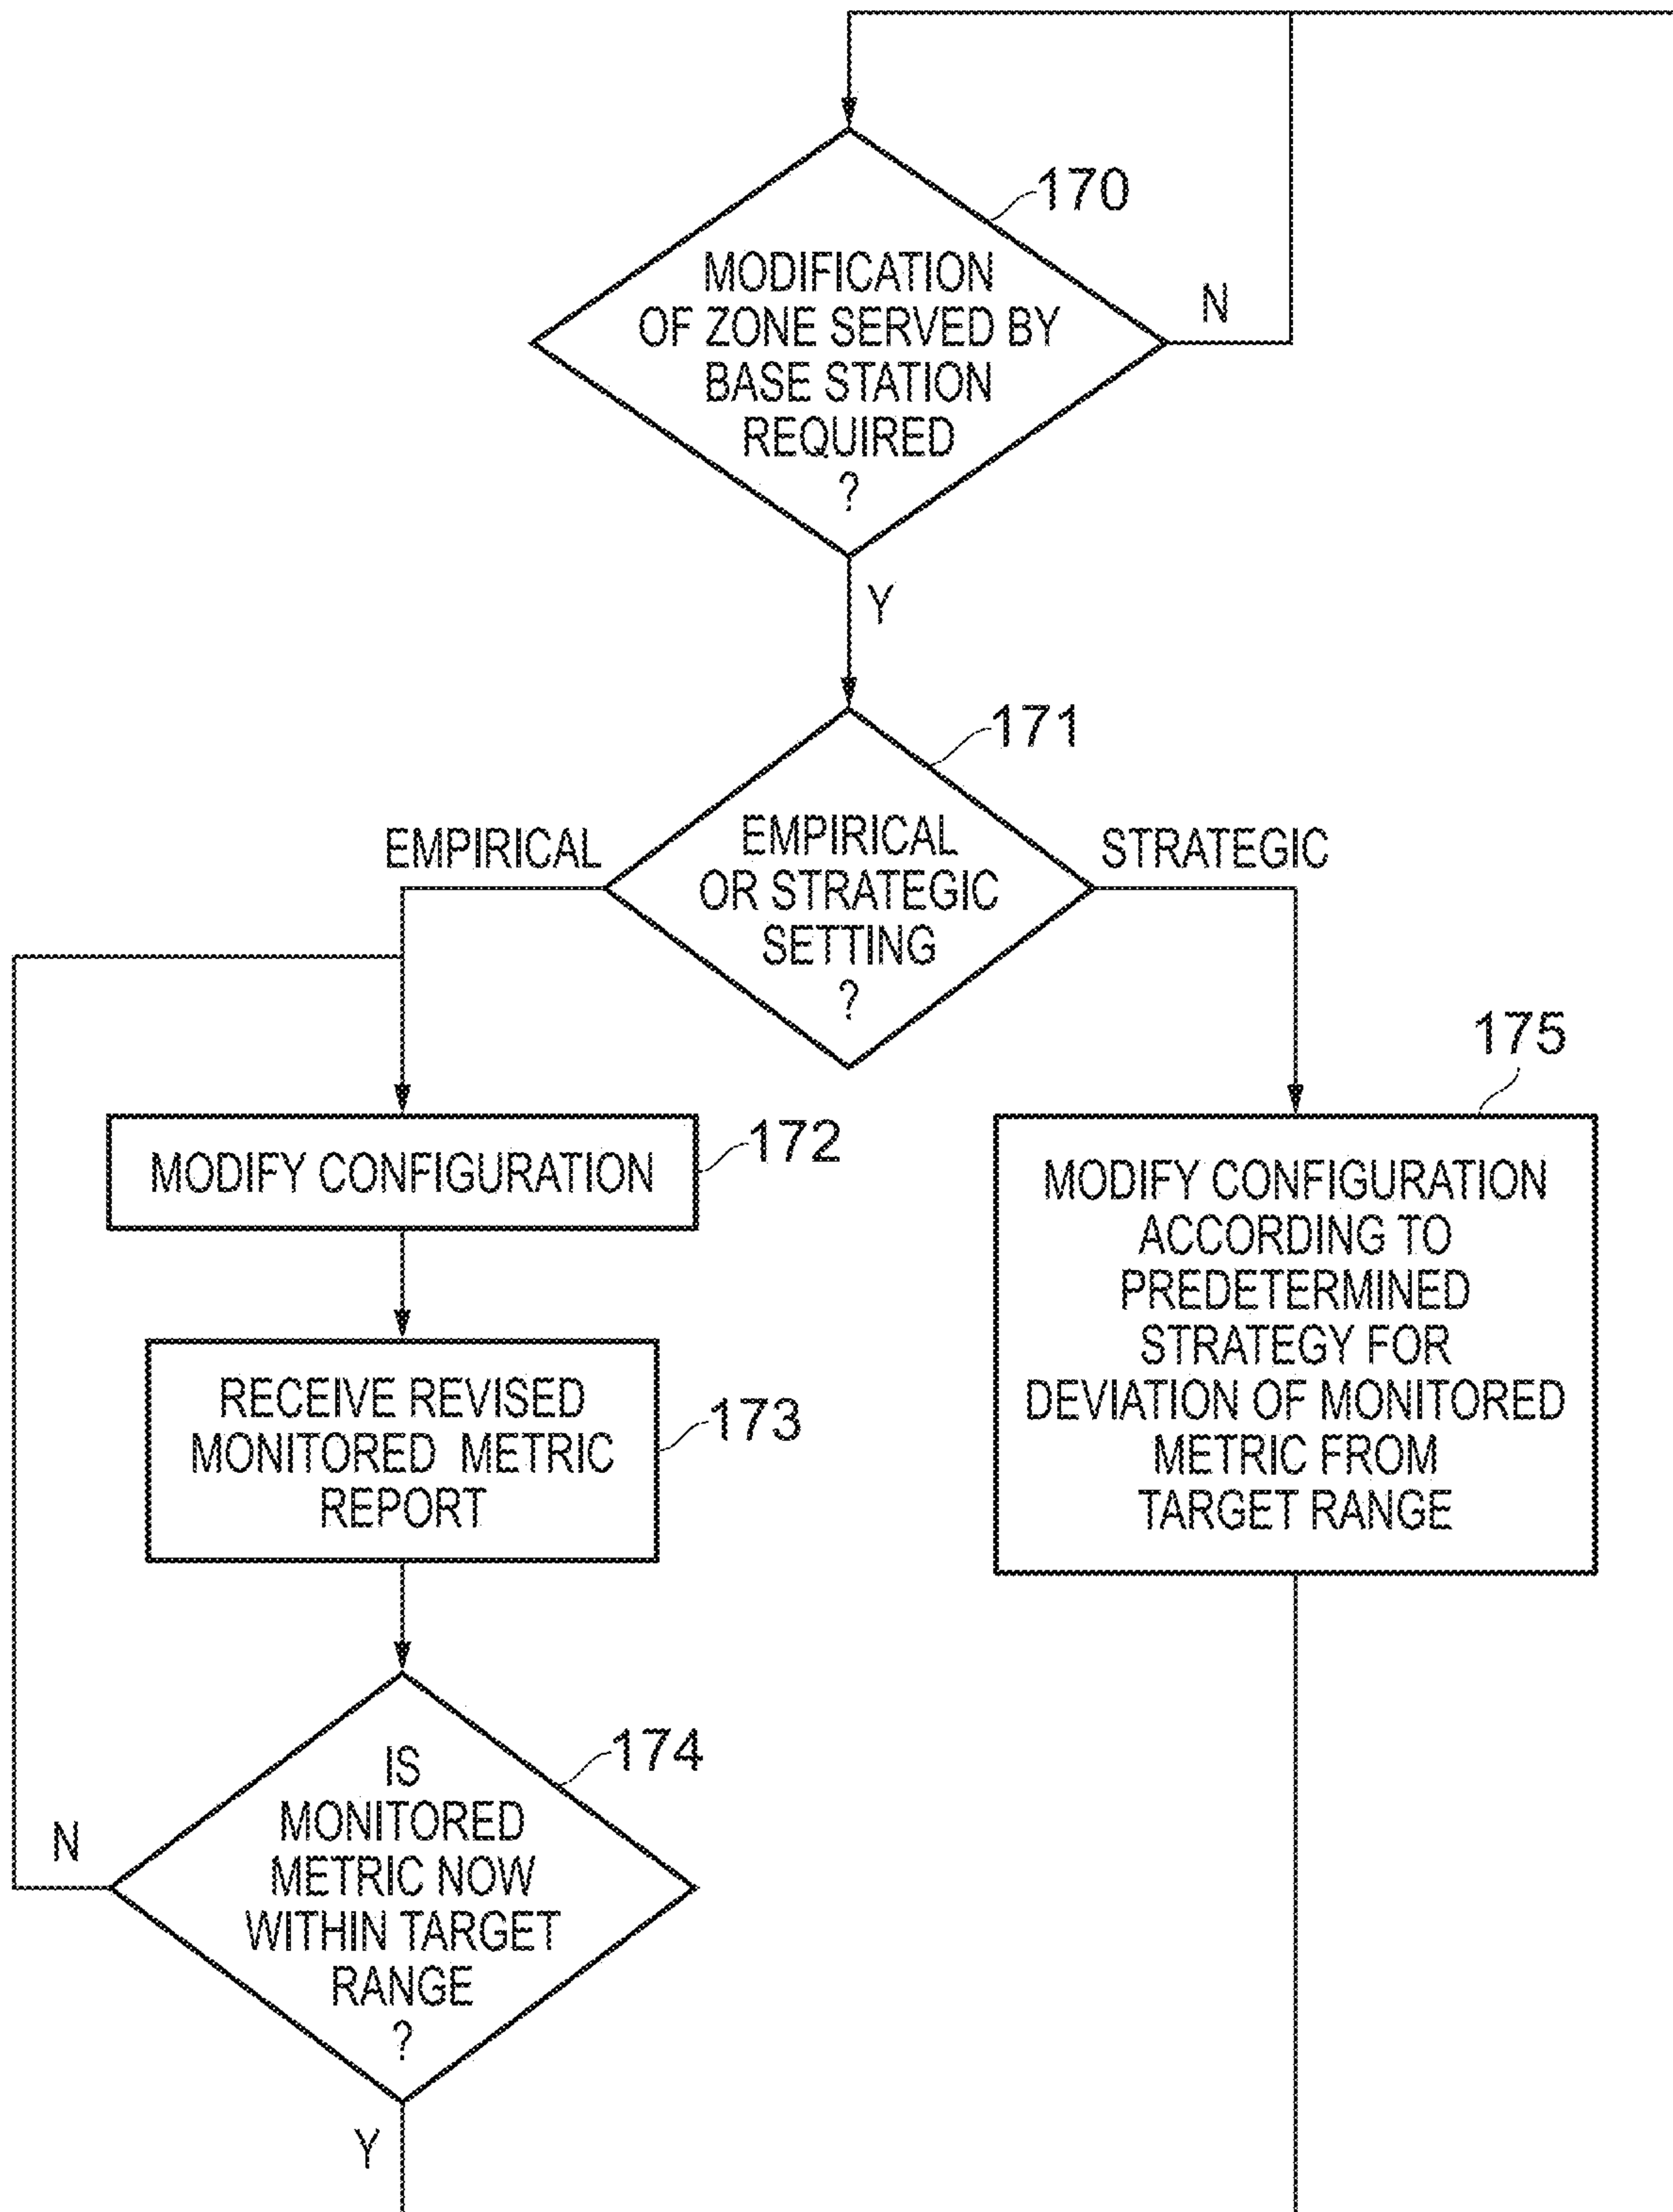 170
MODIFICATION
OF ZONE SERVED BY
BASE STATION
REQUIRED
?
N
Y
171
EMPIRICAL
EMPIRICAL
OR STRATEGIC
SETTING
?
STRATEGIC
172
MODIFY CONFIGURATION
175
MODIFY CONFIGURATION
ACCORDING TO
PREDETERMINED
STRATEGY FOR
DEVIATION OF MONITORED
METRIC FROM
TARGET RANGE
173
RECEIVE REVISED
MONITORED METRIC
REPORT
174
IS
MONITORED
METRIC NOW
WITHIN TARGET
RANGE
?
N
Y